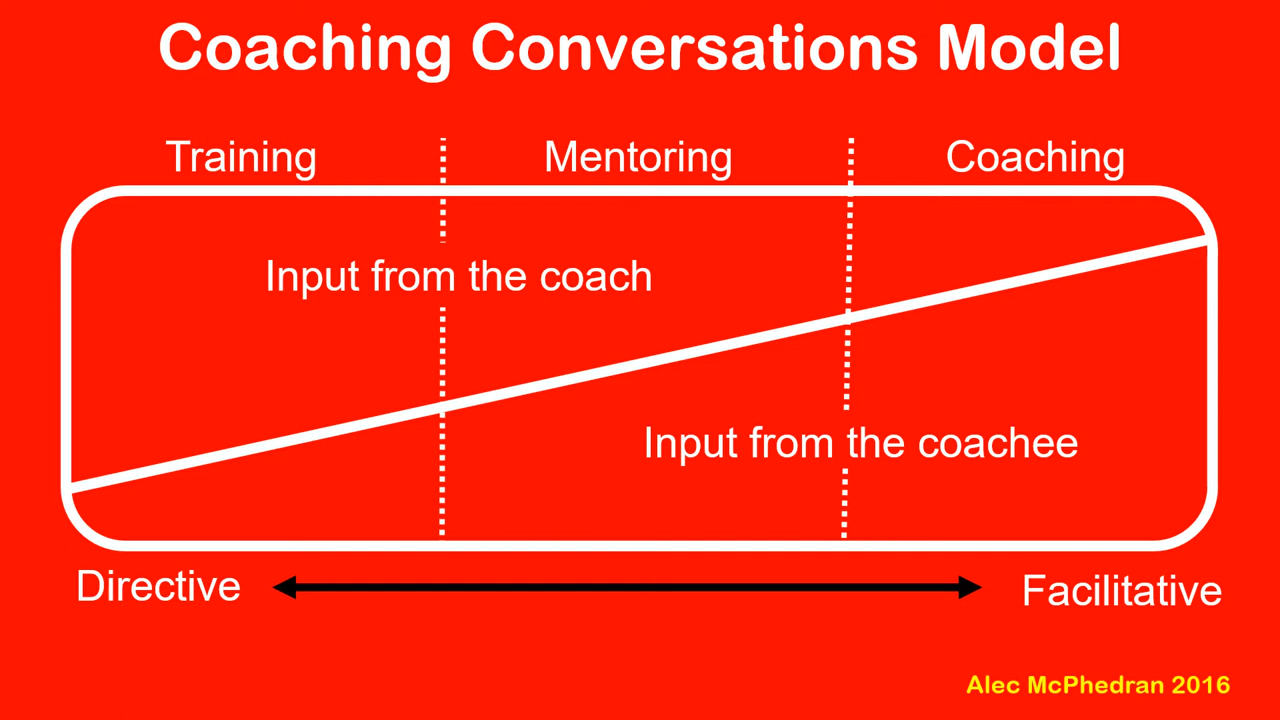 Coaching Conversations Model
Training
Mentoring
Coaching
Input from the coach
Input from the coachee
Directive
Facilitative
Alec McPhedran 2016